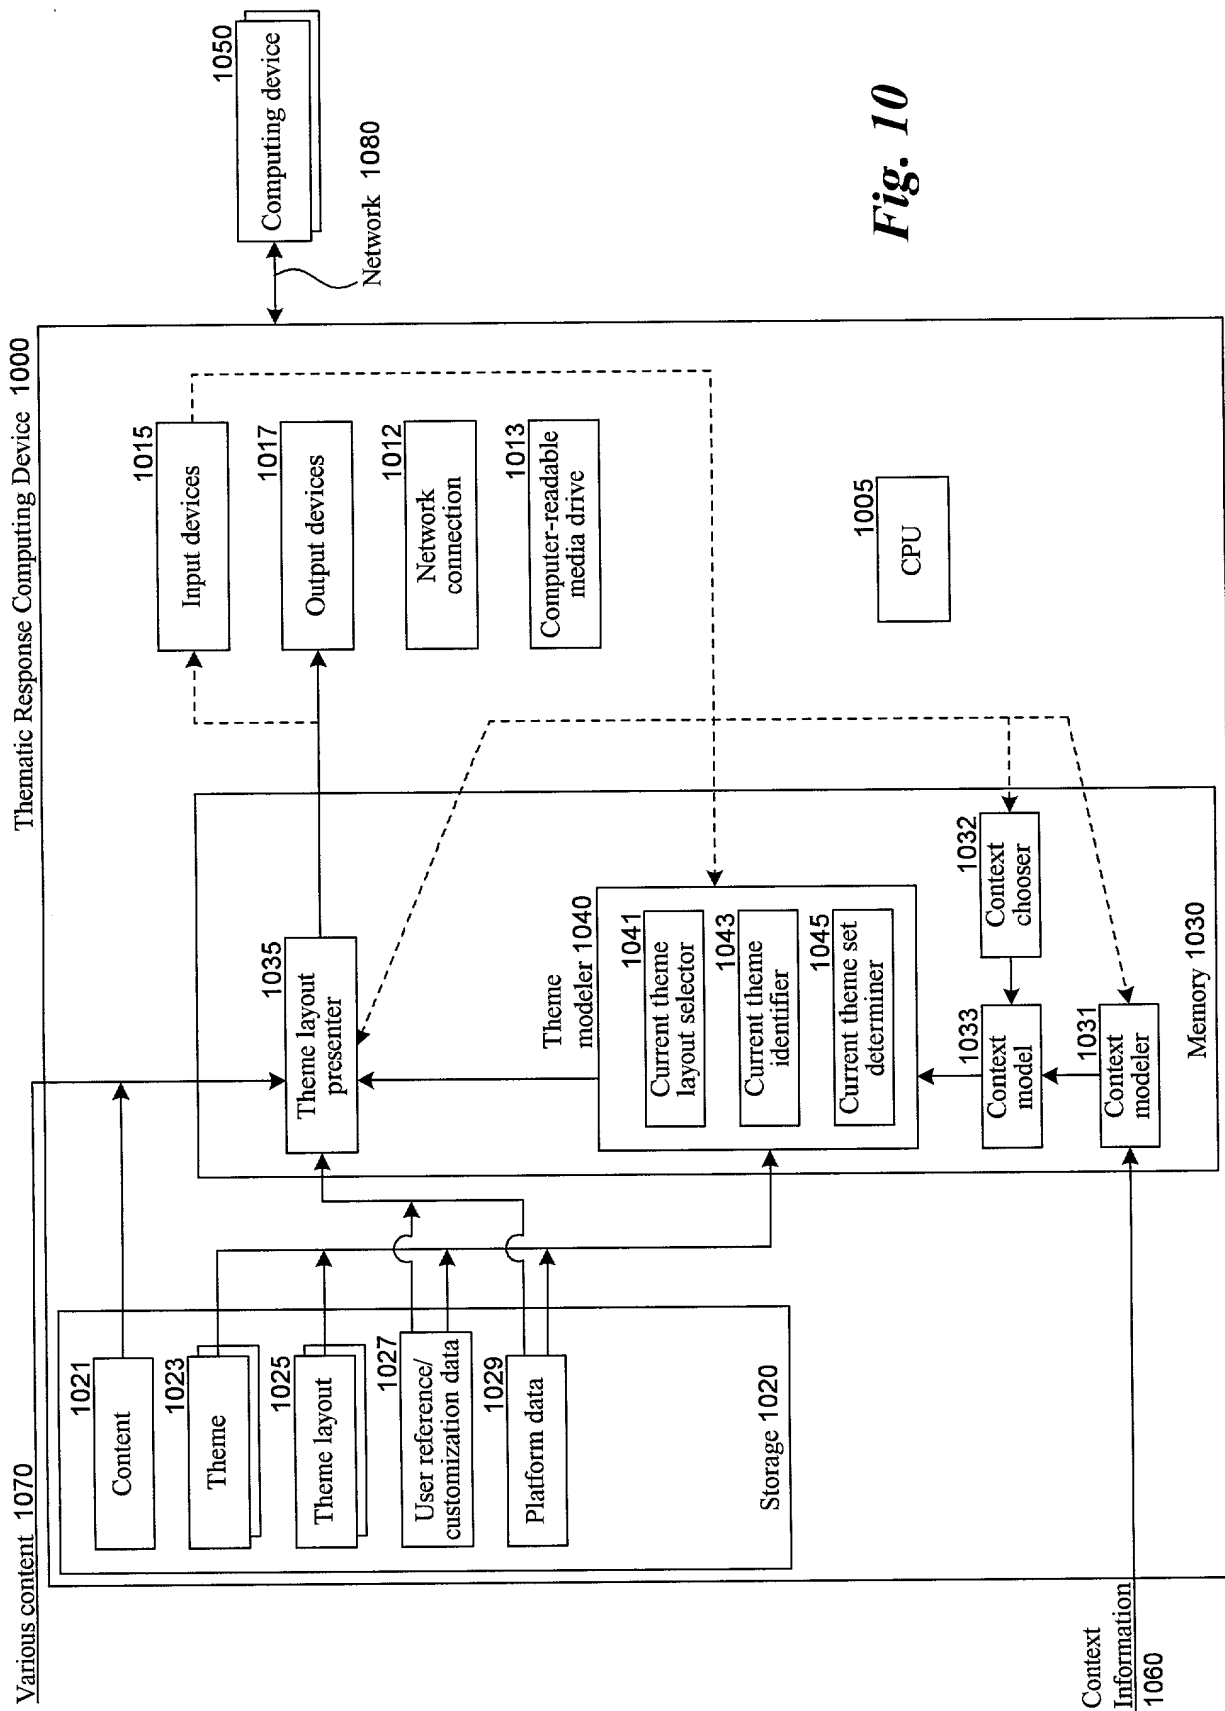 Various content 1070
Thematic Response Computing Device 1000
1021
Content
1023
Theme
1025
Theme layout
1027
User reference/
customization data
1029
Platform data
Storage 1020
1035
Theme layout
presenter
Theme
modeler 1040
1041
Current theme
layout selector
1043
Current theme
identifier
1045
Current theme set
determiner
1033
Context
model
1032
Context
chooser
1031
Context
modeler
Memory 1030
1015
Input devices
1017
Output devices
1012
Network
connection
1013
Computer-readable
media drive
1005
CPU
1050
Computing device
Network 1080
Context
Information
1060
Fig. 10